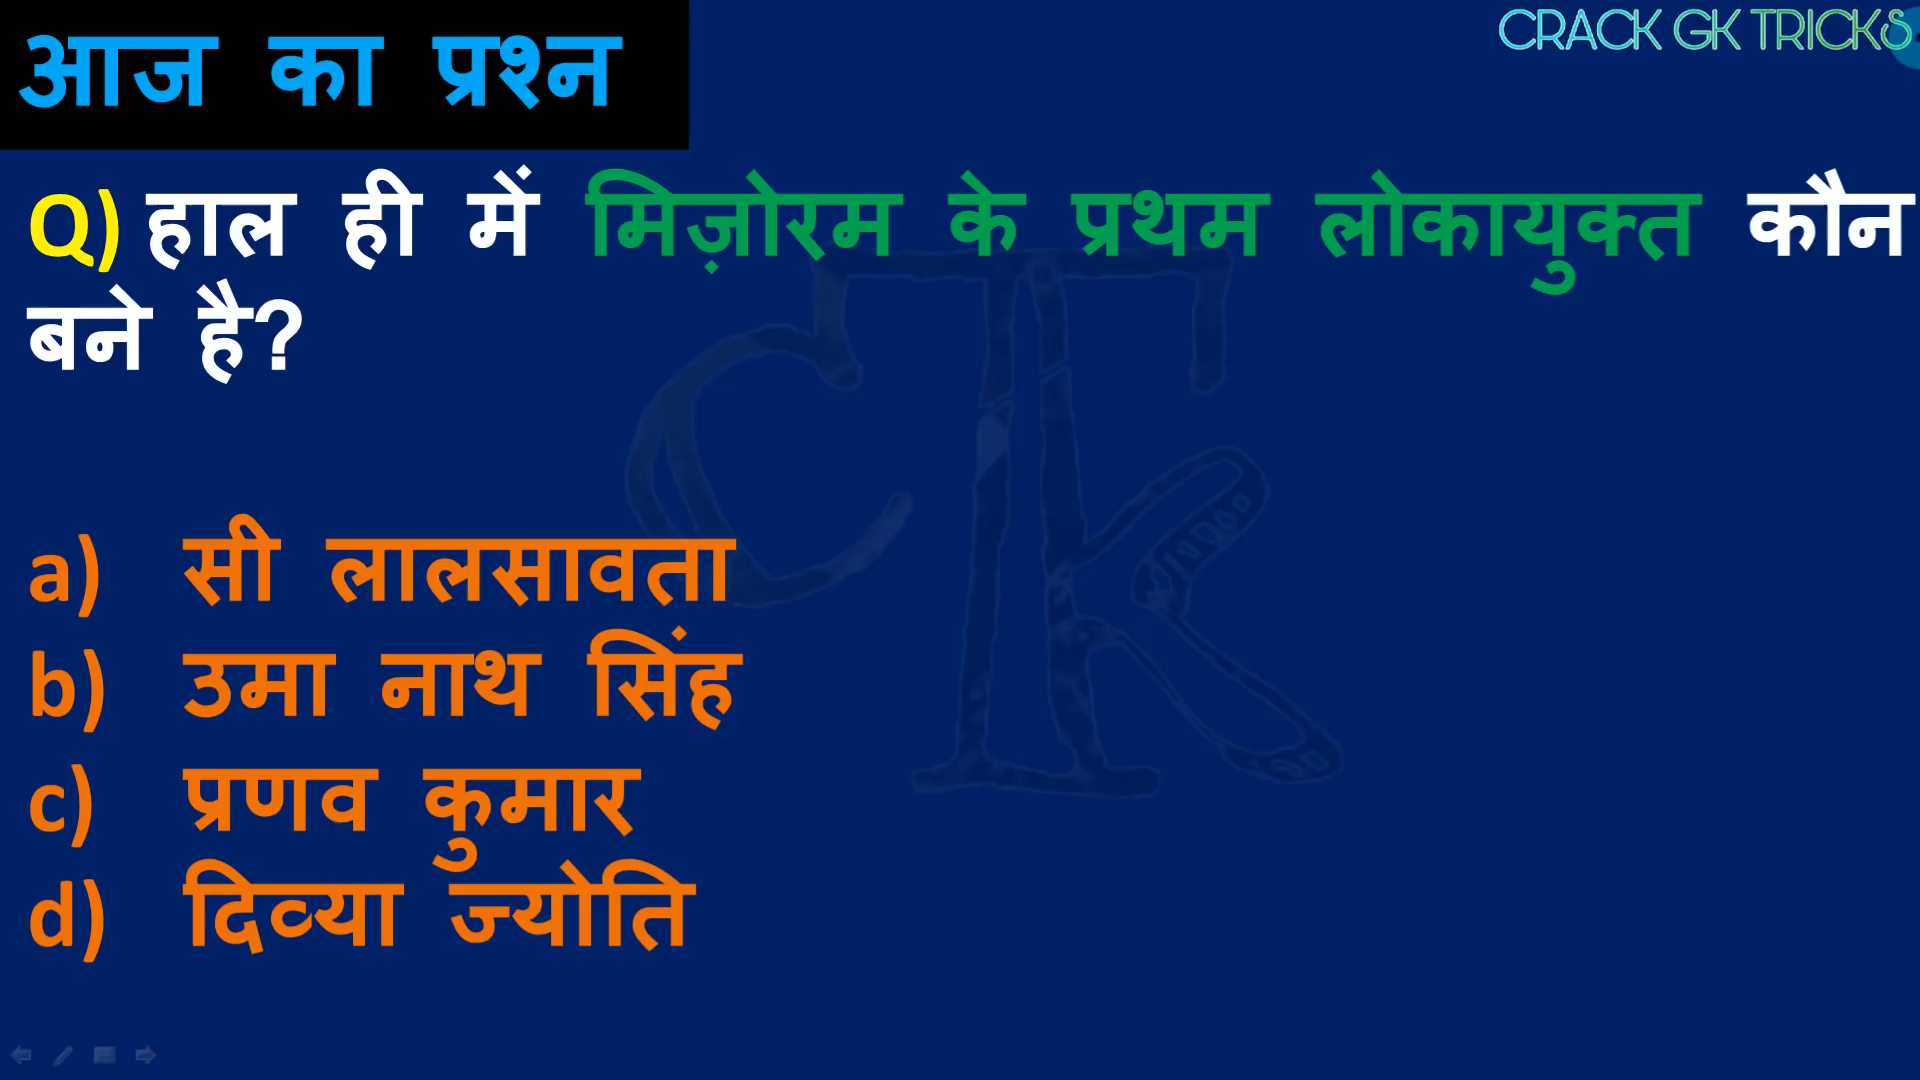 आज का प्रश्न
CRACK GK TRICKS
Q) हाल ही में मिज़ोरम के प्रथम लोकायुक्त कौन
बने है?
a) सी लालसावता
b) उमा नाथ सिंह
c) प्रणव कुमार
d) दिव्या ज्योति